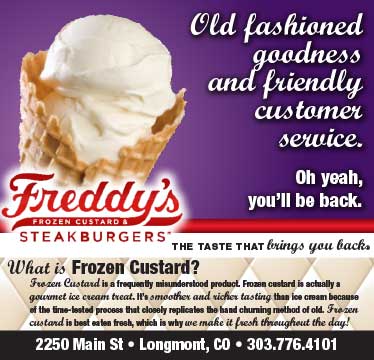 Old fashioned
goodness
and friendly
customer
service.
Oh yeah,
you'll be back.
Freddy's
FROZEN CUSTARD &
STEAKBURGERS
THE TASTE THAT brings you back.
What is Frozen Custard?
Frozen Custard is a frequently misunderstood product. Frozen custard is actually a
gourmet ice cream treat. It's smoother and richer tasting than ice cream because
of the time-tested process that closely replicates the hand churning method of old. Frozen
custard is best eaten fresh, which is why we make it fresh throughout the day!
2250 Main St • Longmont, CO • 303.776.4101